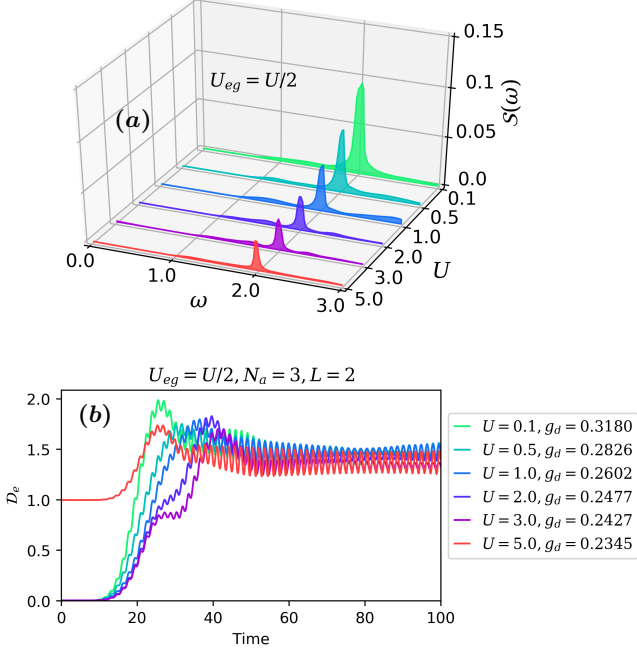 0.15
0.1
0.05
0.0
S(ω)
U_eg = U/2
(a)
0.0
1.0
2.0
3.0
ω
0.1
0.5
1.0
2.0
3.0
5.0
U
U_eg = U/2, N_a = 3, L = 2
(b)
2.0
1.5
1.0
0.5
0.0
𝒟_e
0 20 40 60 80 100
Time
U = 0.1, g_d = 0.3180
U = 0.5, g_d = 0.2826
U = 1.0, g_d = 0.2602
U = 2.0, g_d = 0.2477
U = 3.0, g_d = 0.2427
U = 5.0, g_d = 0.2345